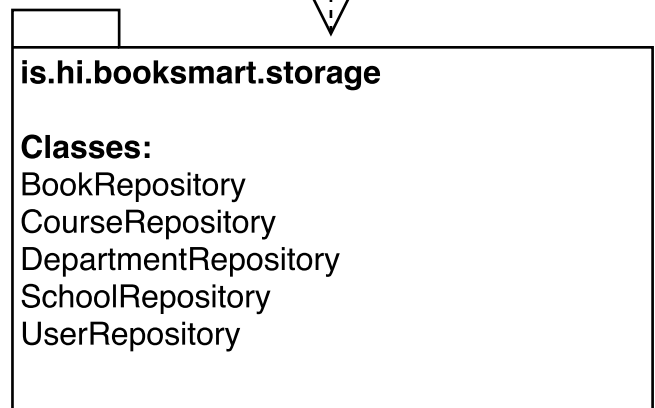 is.hi.booksmart.storage
Classes:
BookRepository
CourseRepository
DepartmentRepository
SchoolRepository
UserRepository